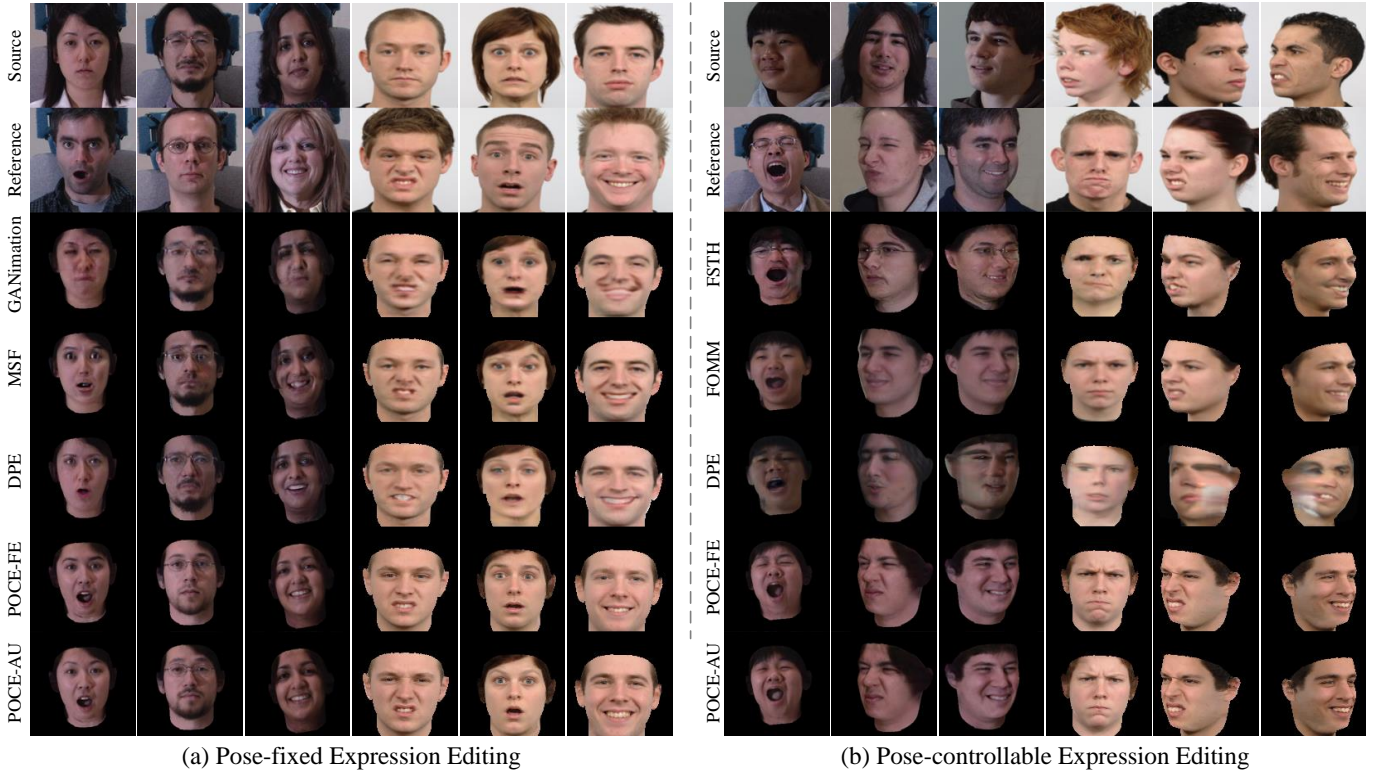 Source
Reference
GANimation
MSF
DPE
POCE-FE
POCE-AU
(a) Pose-fixed Expression Editing
Source
Reference
FSTH
FOMM
DPE
POCE-FE
POCE-AU
(b) Pose-controllable Expression Editing